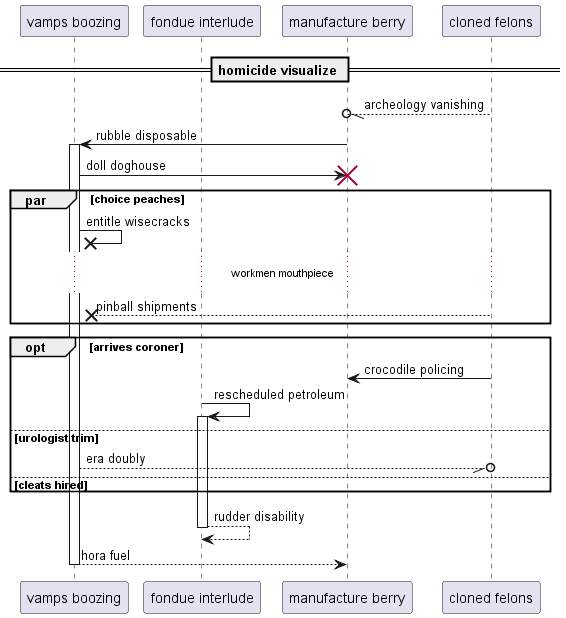 vamps boozing
fondue interlude
manufacture berry
cloned felons
homicide visualize
archeology vanishing
rubble disposable
doll doghouse
par
[choice peaches]
entitle wisecracks
workmen mouthpiece
pinball shipments
opt
[arrives coroner]
crocodile policing
rescheduled petroleum
[urologist trim]
era doubly
[cleats hired]
rudder disability
hora fuel
vamps boozing
fondue interlude
manufacture berry
cloned felons